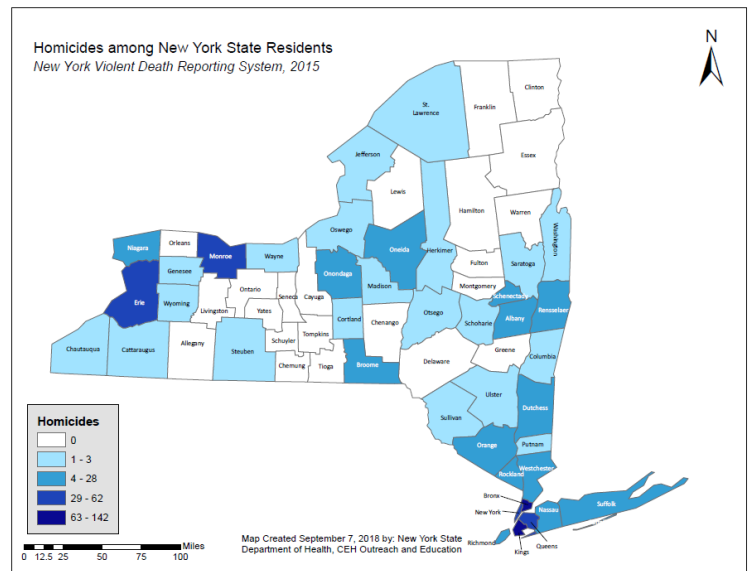 Homicides among New York State Residents
New York Violent Death Reporting System, 2015
N
Clinton
Franklin
St.
Lawrence
Essex
Jefferson
Lewis
Hamilton
Warren
Washington
Oswego
Oneida
Herkimer
Fulton
Saratoga
Niagara
Orleans
Monroe
Wayne
Genesee
Onondaga
Madison
Montgomery
Schenectady
Rensselaer
Albany
Erie
Wyoming
Livingston
Ontario
Yates
Seneca
Cayuga
Cortland
Chenango
Otsego
Schoharie
Greene
Columbia
Chautauqua
Cattaraugus
Allegany
Steuben
Schuyler
Chemung
Tompkins
Tioga
Broome
Delaware
Ulster
Dutchess
Sullivan
Orange
Putnam
Rockland
Westchester
Bronx
New York
Nassau
Suffolk
Richmond
Kings
Queens
Homicides
0
1 - 3
4 - 28
29 - 62
63 - 142
Miles
0 12.5 25 50 75 100
Map Created September 7, 2018 by: New York State
Department of Health, CEH Outreach and Education